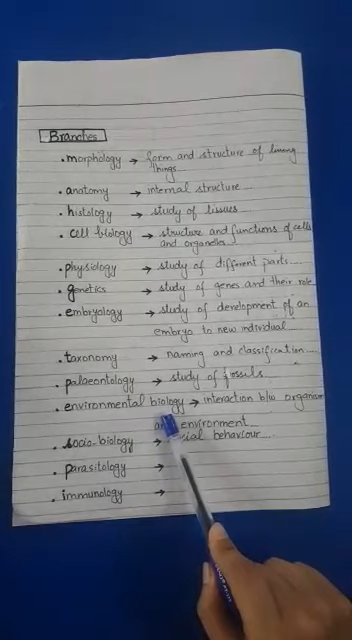 Branches
• morphology → form and structure of living
things
• anatomy → internal structure
• histology → study of tissues
• cell biology → structure and functions of cells
and organelles
• physiology → study of different parts
• genetics → study of genes and their role
• embryology → study of development of an
embryo to new individual
• taxonomy → naming and classification
• palaeontology → study of fossils
• environmental biology → interaction b/w organism
and environment
• socio-biology → social behaviour
• parasitology →
• immunology →